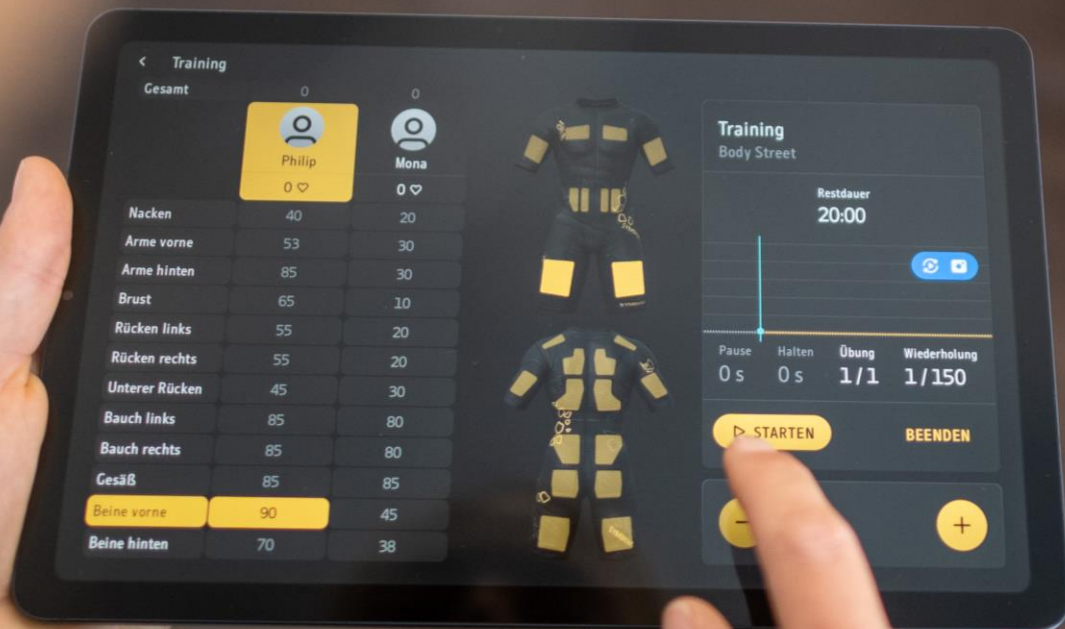 < Training
Gesamt 0 0
Philip Mona
0 0
Nacken 40 20
Arme vorne 53 30
Arme hinten 85 30
Brust 65 10
Rücken links 55 20
Rücken rechts 55 20
Unterer Rücken 45 30
Bauch links 85 80
Bauch rechts 85 80
Gesäß 85 85
Beine vorne 90 45
Beine hinten 70 38
Training
Body Street
Restdauer
20:00
Pause Halten Übung Wiederholung
0 s 0 s 1/1 1/150
STARTEN BEENDEN
− +